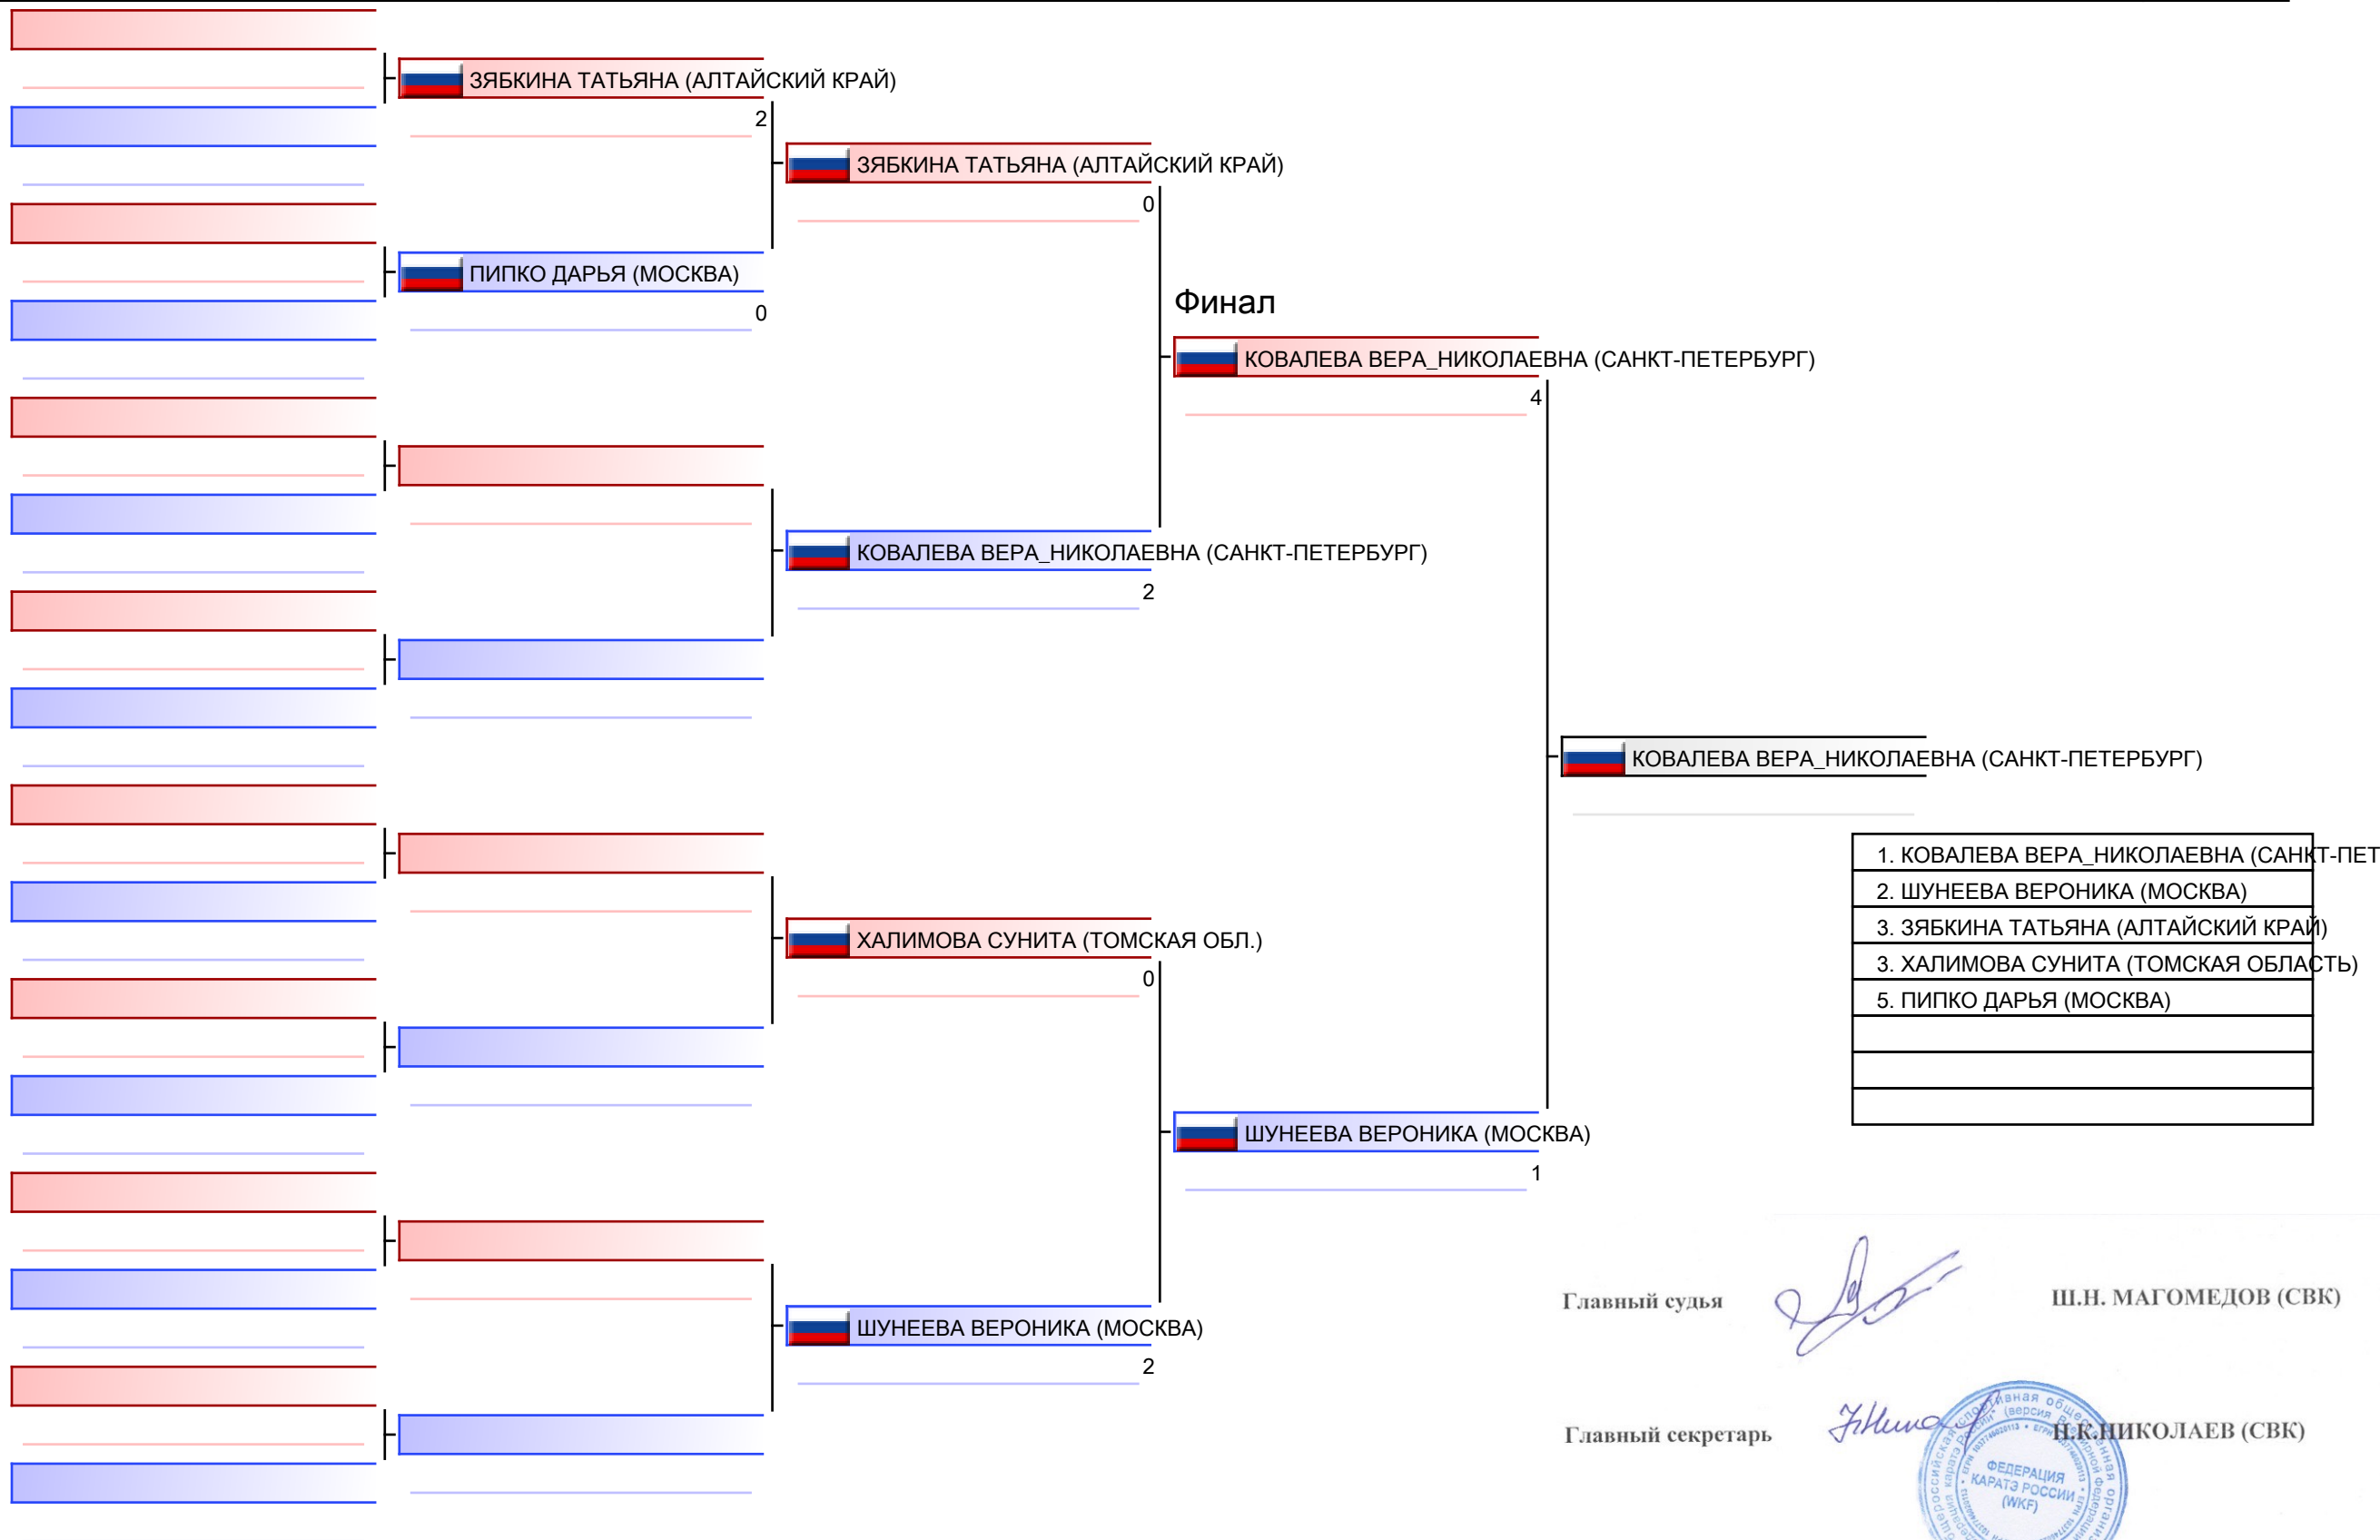 ЗЯБКИНА ТАТЬЯНА (АЛТАЙСКИЙ КРАЙ)
2
ЗЯБКИНА ТАТЬЯНА (АЛТАЙСКИЙ КРАЙ)
0
ПИПКО ДАРЬЯ (МОСКВА)
0
Финал
КОВАЛЕВА ВЕРА_НИКОЛАЕВНА (САНКТ-ПЕТЕРБУРГ)
4
КОВАЛЕВА ВЕРА_НИКОЛАЕВНА (САНКТ-ПЕТЕРБУРГ)
2
КОВАЛЕВА ВЕРА_НИКОЛАЕВНА (САНКТ-ПЕТЕРБУРГ)
1. КОВАЛЕВА ВЕРА_НИКОЛАЕВНА (САНКТ-ПЕТ
2. ШУНЕЕВА ВЕРОНИКА (МОСКВА)
3. ЗЯБКИНА ТАТЬЯНА (АЛТАЙСКИЙ КРАЙ)
3. ХАЛИМОВА СУНИТА (ТОМСКАЯ ОБЛАСТЬ)
5. ПИПКО ДАРЬЯ (МОСКВА)
ХАЛИМОВА СУНИТА (ТОМСКАЯ ОБЛ.)
0
ШУНЕЕВА ВЕРОНИКА (МОСКВА)
1
ШУНЕЕВА ВЕРОНИКА (МОСКВА)
2
Главный судья
Ш.Н. МАГОМЕДОВ (СВК)
Главный секретарь
Н.К.НИКОЛАЕВ (СВК)
ФЕДЕРАЦИЯ
КАРАТЭ РОССИИ
(WKF)